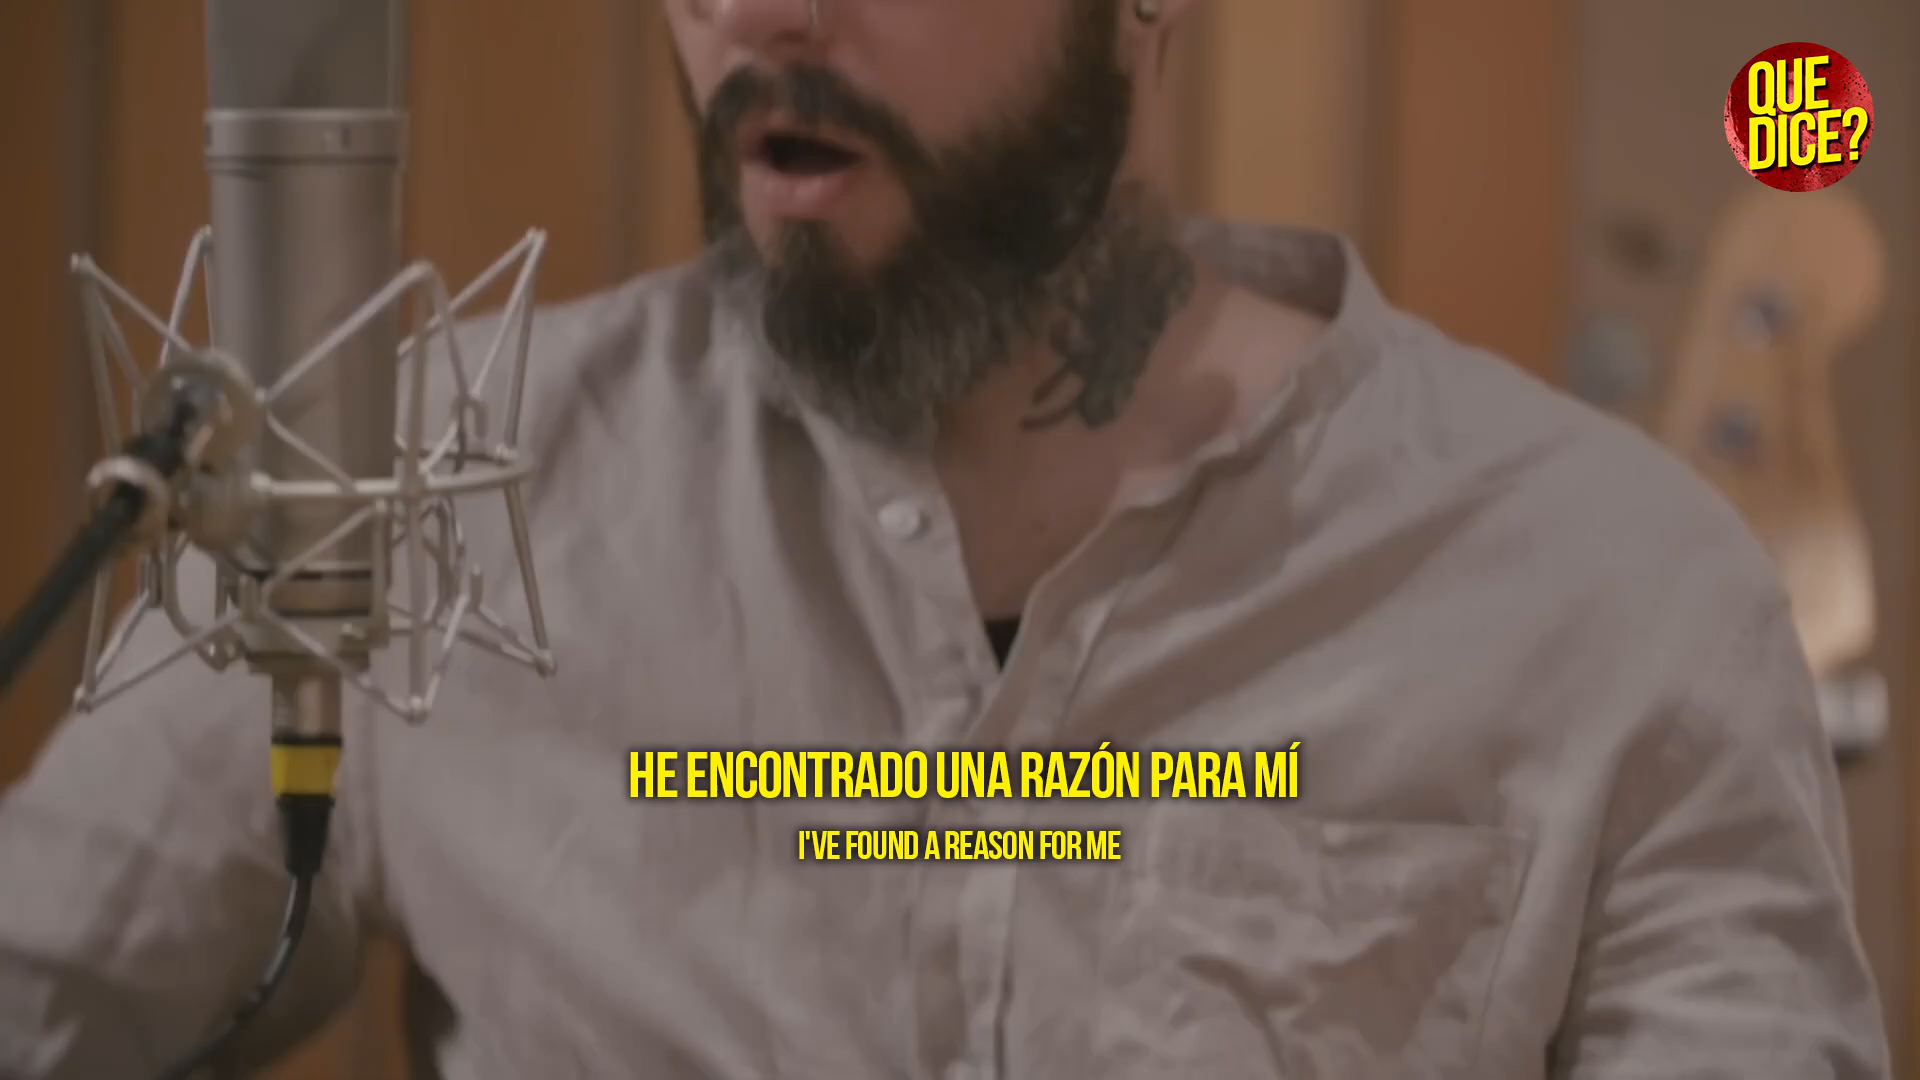 QUE
DICE?
HE ENCONTRADO UNA RAZÓN PARA MÍ
I'VE FOUND A REASON FOR ME